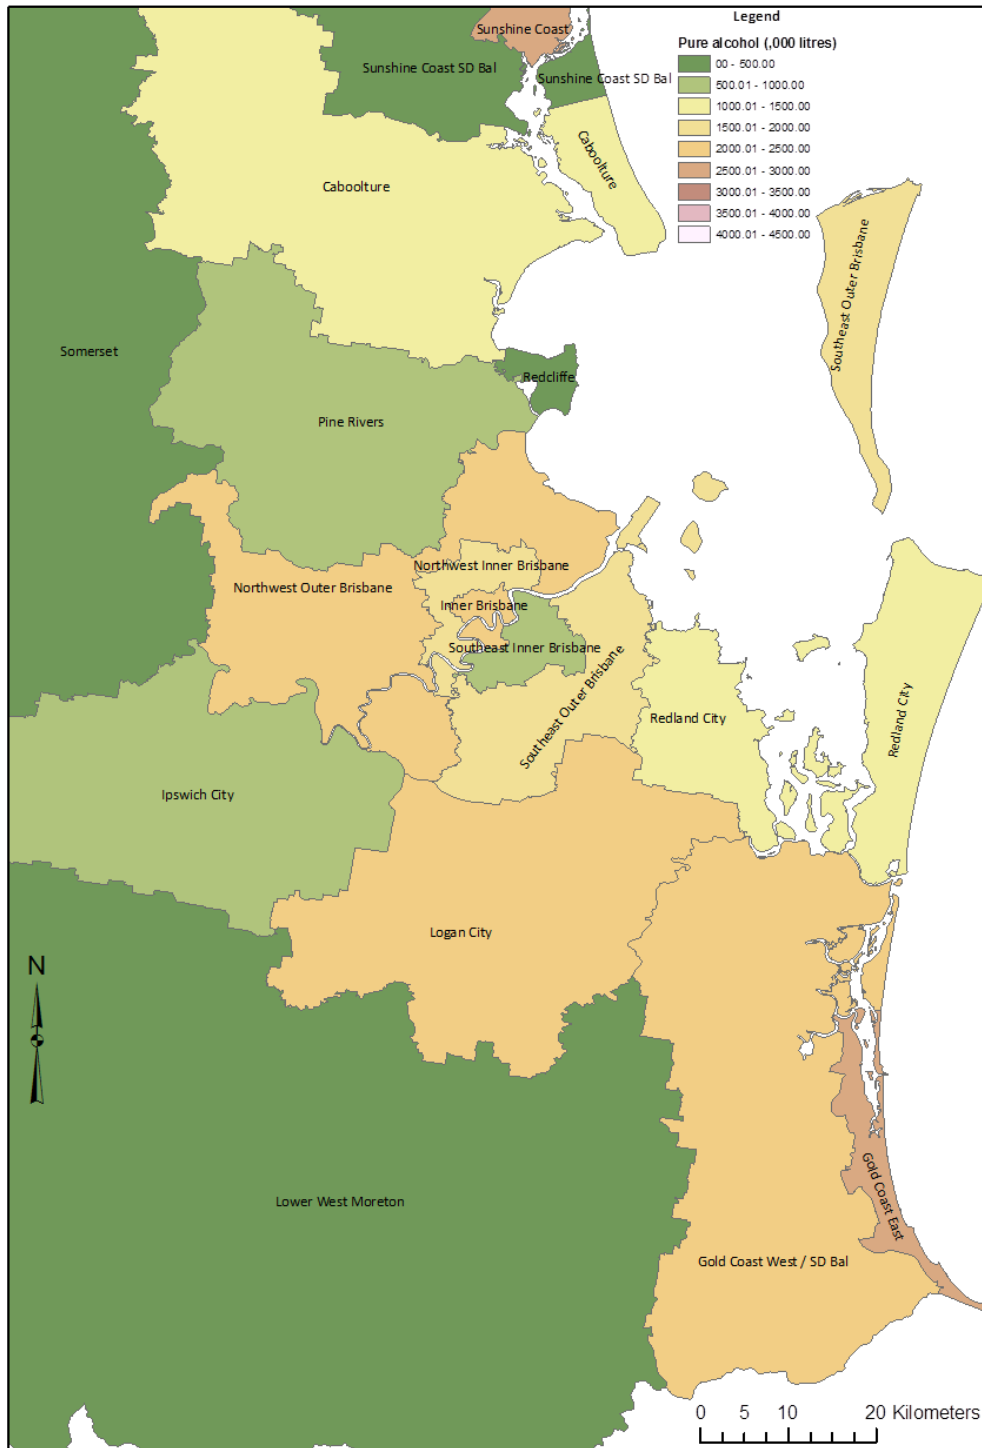 Legend
Pure alcohol (,000 litres)
00 - 500.00
500.01 - 1000.00
1000.01 - 1500.00
1500.01 - 2000.00
2000.01 - 2500.00
2500.01 - 3000.00
3000.01 - 3500.00
3500.01 - 4000.00
4000.01 - 4500.00
Sunshine Coast
Sunshine Coast SD Bal
Sunshine Coast SD Bal
Caboolture
Caboolture
Southeast Outer Brisbane
Somerset
Redcliffe
Pine Rivers
Northwest Inner Brisbane
Northwest Outer Brisbane
Inner Brisbane
Southeast Inner Brisbane
Southeast Outer Brisbane
Redland City
Redland City
Ipswich City
Logan City
N
Gold Coast East
Lower West Moreton
Gold Coast West / SD Bal
0 5 10 20 Kilometers